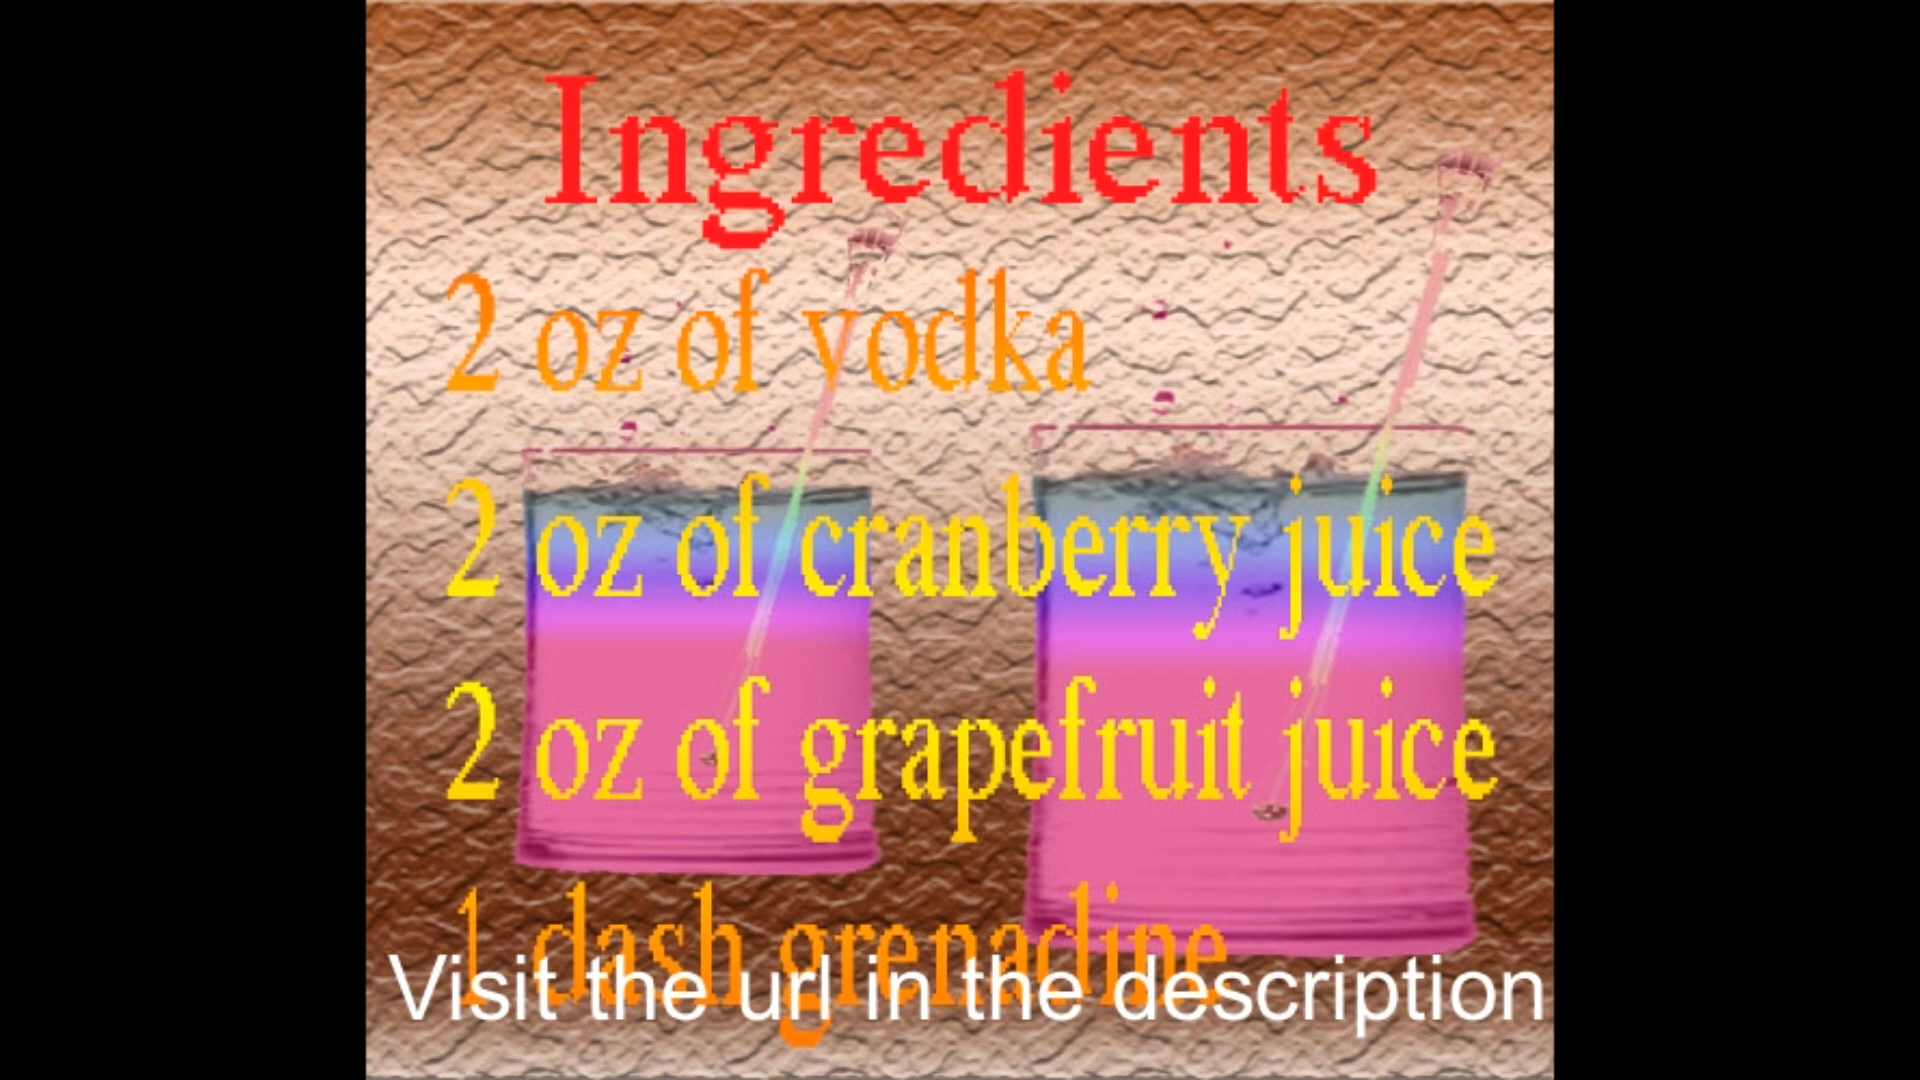 Ingredients
2 oz of vodka
2 oz of cranberry juice
2 oz of grapefruit juice
1 dash grenadine
Visit the url in the description